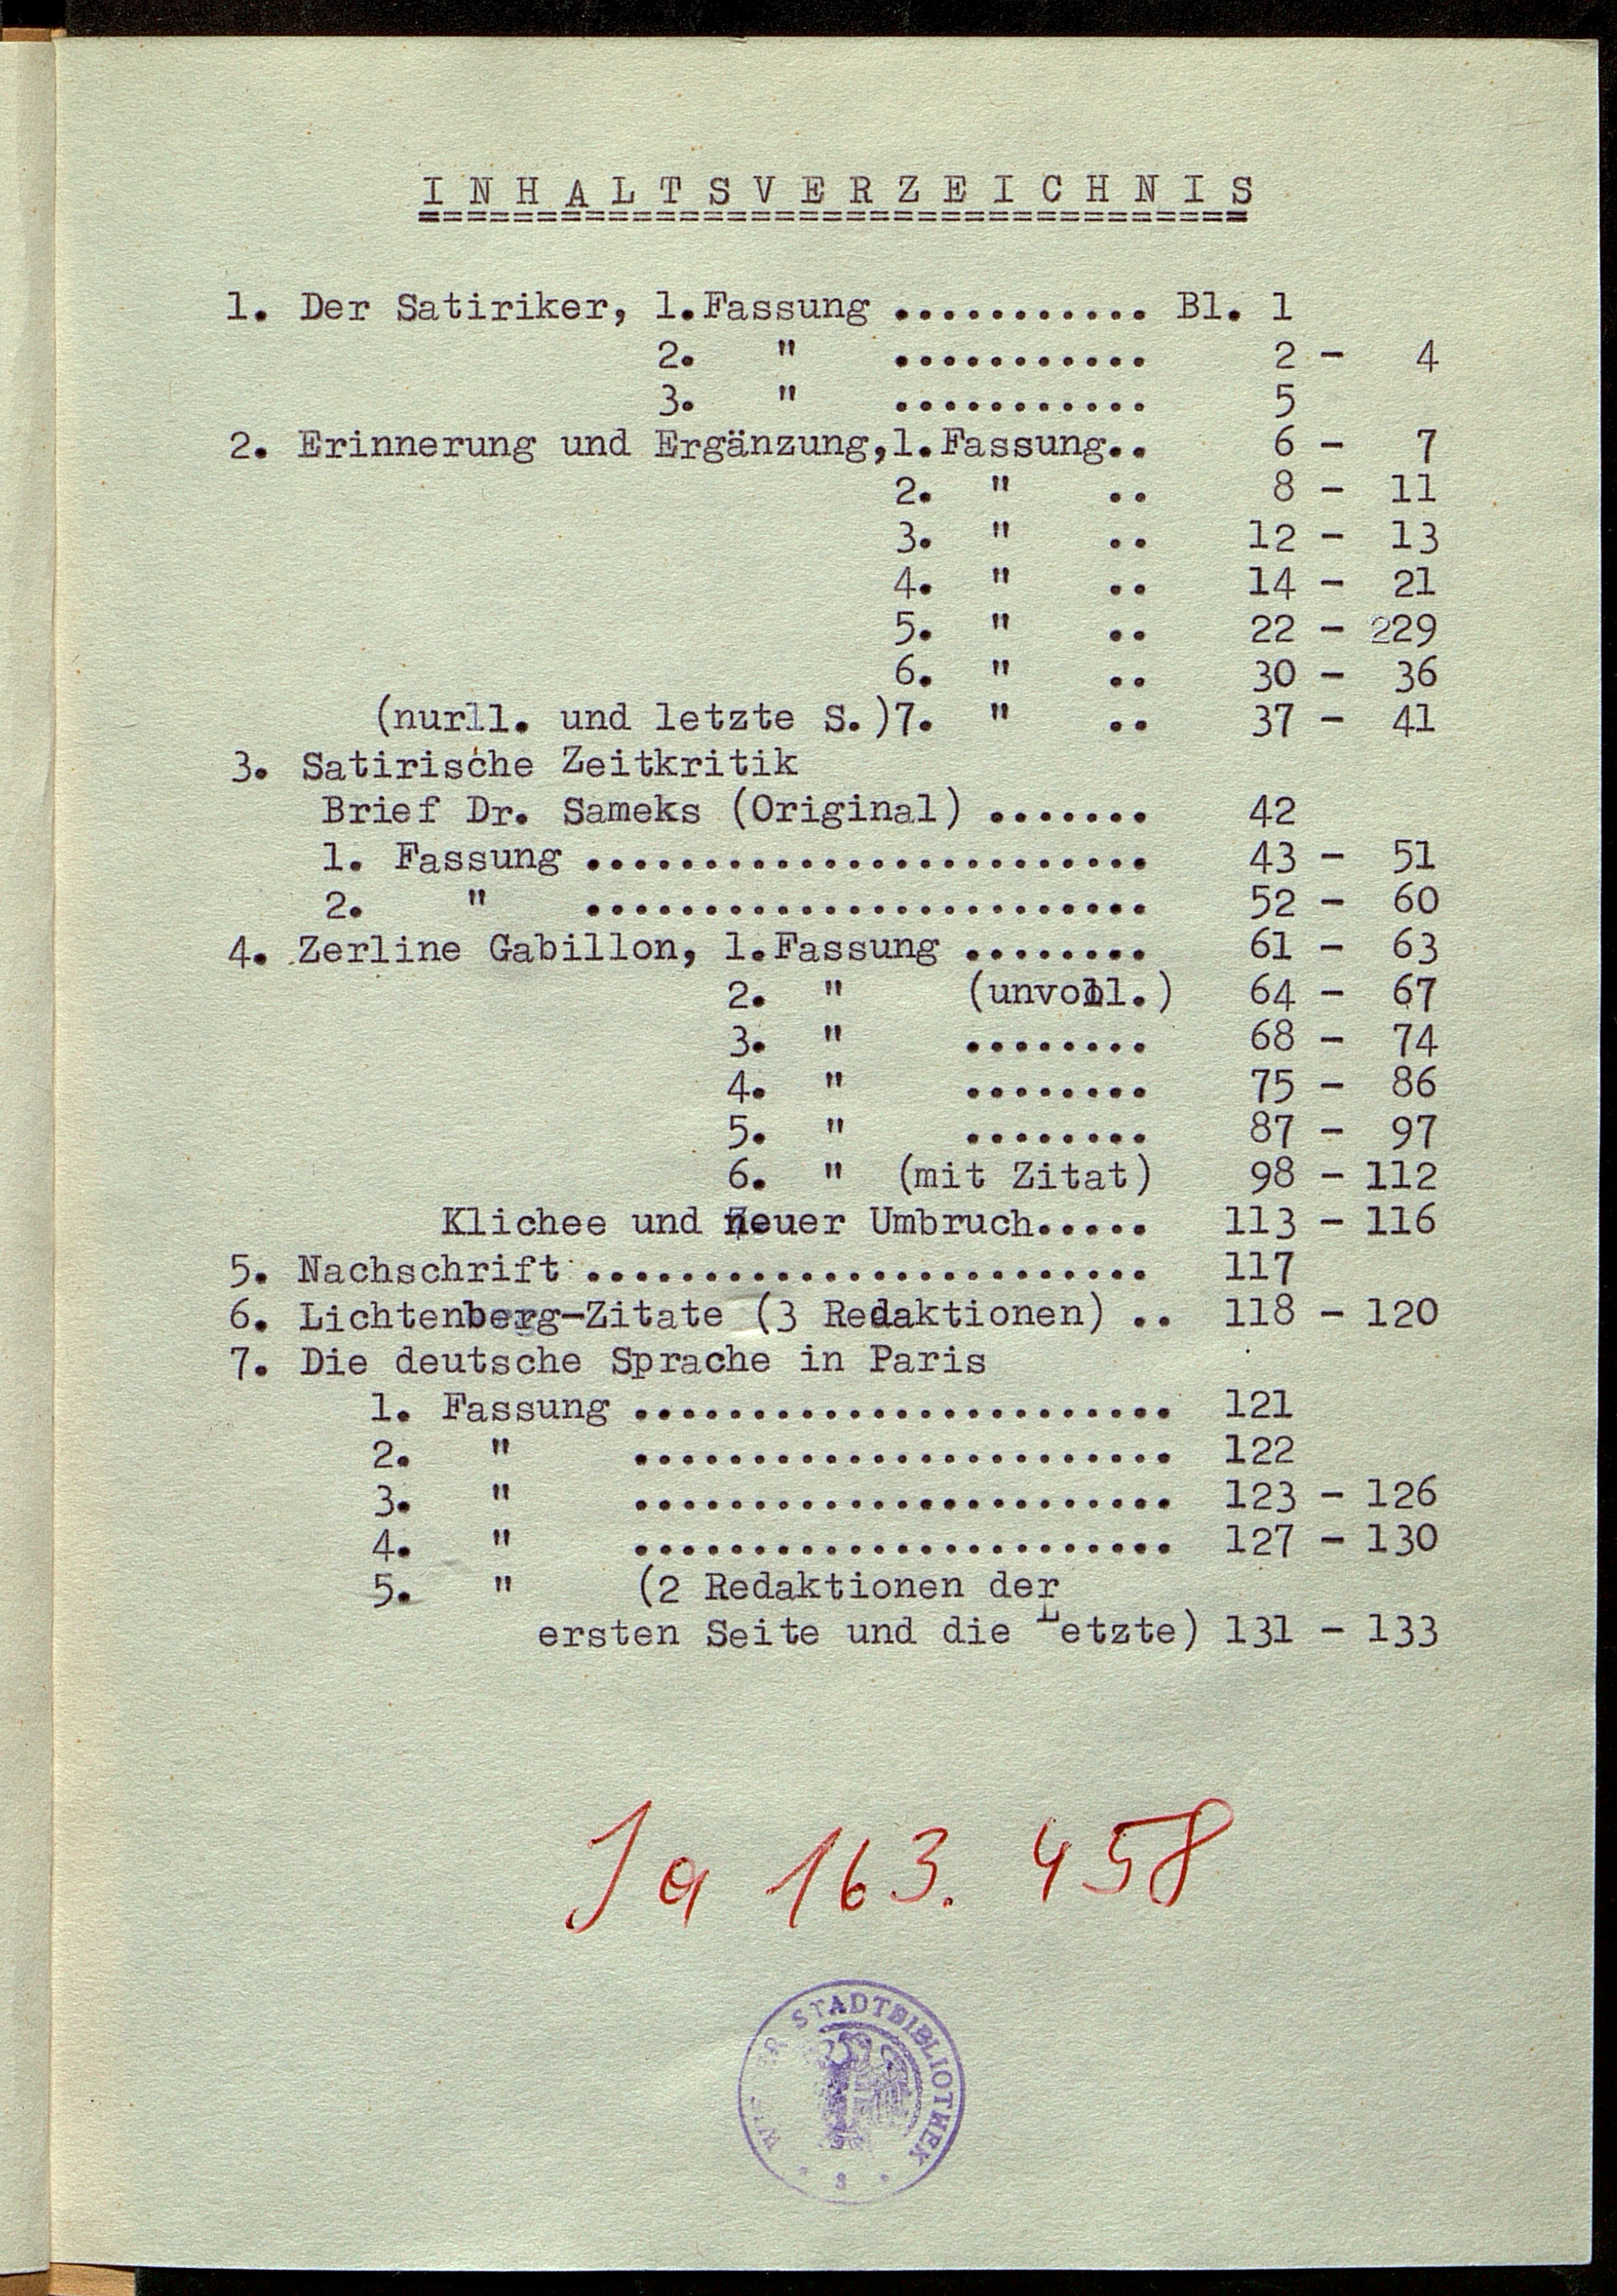 I N H A L T S V E R Z E I C H N I S
===================================
1. Der Satiriker, 1.Fassung ........... Bl. 1
2. " ........... 2 - 4
3. " ........... 5
2. Erinnerung und Ergänzung,1.Fassung.. 6 - 7
2. " .. 8 - 11
3. " .. 12 - 13
4. " .. 14 - 21
5. " .. 22 - 229
6. " .. 30 - 36
(nur1l. und letzte S.)7. " .. 37 - 41
3. Satirische Zeitkritik
Brief Dr. Sameks (Original) ....... 42
1. Fassung ........................ 43 - 51
2. " ........................ 52 - 60
4. Zerline Gabillon, 1.Fassung ........ 61 - 63
2. " (unvoll.) 64 - 67
3. " ........ 68 - 74
4. " ........ 75 - 86
5. " ........ 87 - 97
6. " (mit Zitat) 98 - 112
Klichee und neuer Umbruch..... 113 - 116
5. Nachschrift ........................ 117
6. Lichtenberg-Zitate (3 Redaktionen) .. 118 - 120
7. Die deutsche Sprache in Paris
1. Fassung ....................... 121
2. " ....................... 122
3. " ....................... 123 - 126
4. " ....................... 127 - 130
5. " (2 Redaktionen der
ersten Seite und die Letzte) 131 - 133
Ja 163.458
WIENER STADTBIBLIOTHEK